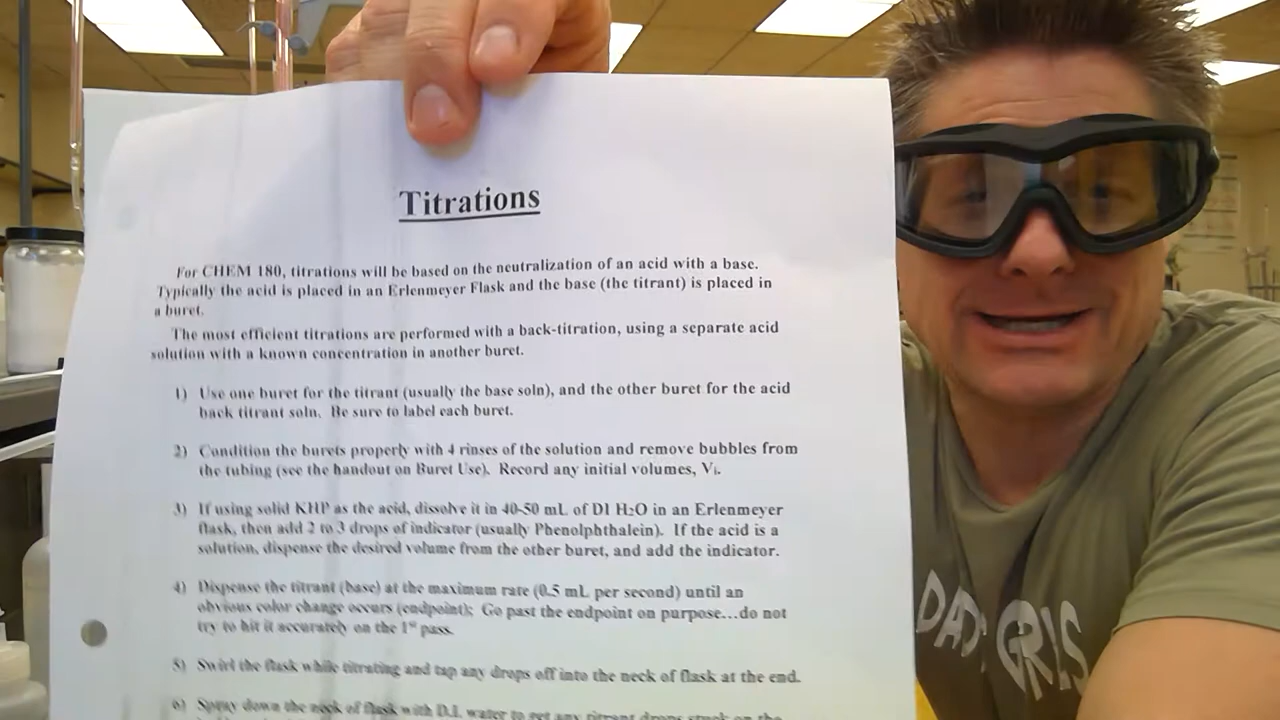 Titrations
For CHEM 180, titrations will be based on the neutralization of an acid with a base.
Typically the acid is placed in an Erlenmeyer Flask and the base (the titrant) is placed in
a buret.
The most efficient titrations are performed with a back-titration, using a separate acid
solution with a known concentration in another buret.
1) Use one buret for the titrant (usually the base soln), and the other buret for the acid
back titrant soln. Be sure to label each buret.
2) Condition the burets properly with 4 rinses of the solution and remove bubbles from
the tubing (see the handout on Buret Use). Record any initial volumes, Vi.
3) If using solid KHP as the acid, dissolve it in 40-50 mL of DI H₂O in an Erlenmeyer
flask, then add 2 to 3 drops of indicator (usually Phenolphthalein). If the acid is a
solution, dispense the desired volume from the other buret, and add the indicator.
4) Dispense the titrant (base) at the maximum rate (0.5 mL per second) until an
obvious color change occurs (endpoint); Go past the endpoint on purpose...do not
try to hit it accurately on the 1st pass.
5) Swirl the flask while titrating and tap any drops off into the neck of flask at the end.
6) Spray down the neck of flask with D.I. water to get any titrant drops stuck on the